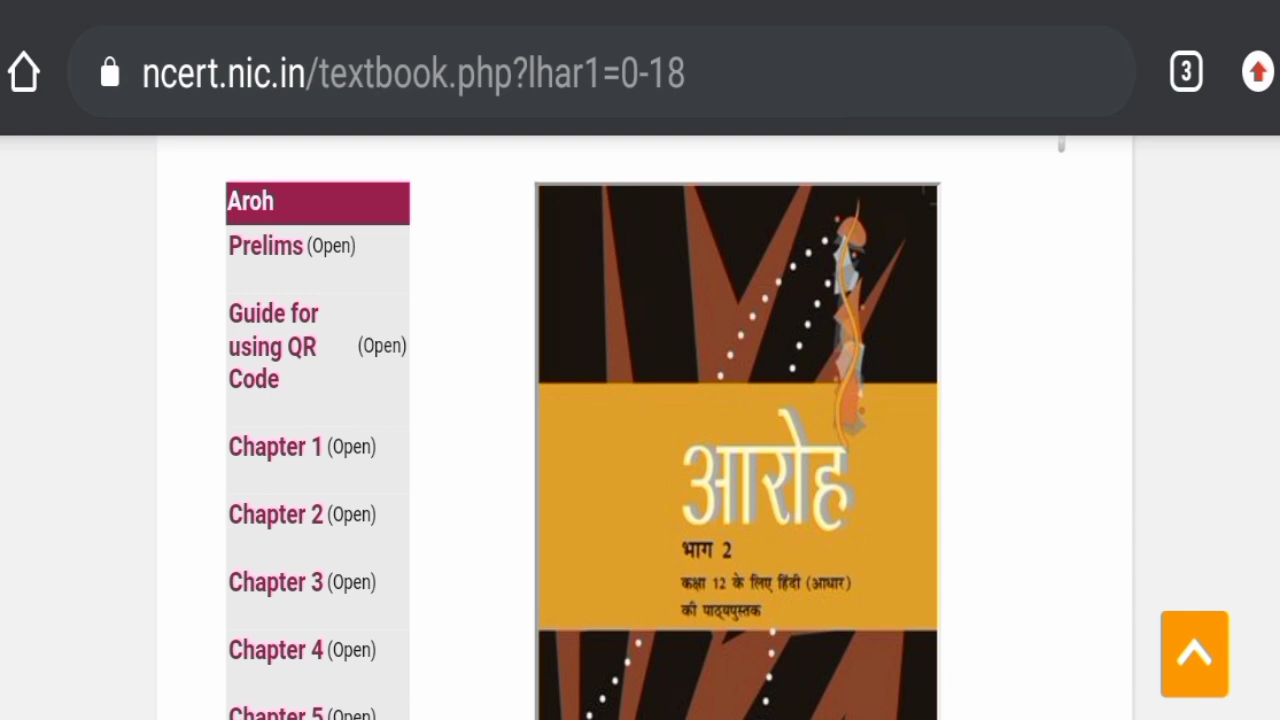 ncert.nic.in/textbook.php?lhar1=0-18
3
Aroh
Prelims (Open)
Guide for
using QR (Open)
Code
Chapter 1 (Open)
Chapter 2 (Open)
Chapter 3 (Open)
Chapter 4 (Open)
Chapter 5 (Open)
आरोह
भाग 2
कक्षा 12 के लिए हिंदी (आधार)
की पाठ्यपुस्तक